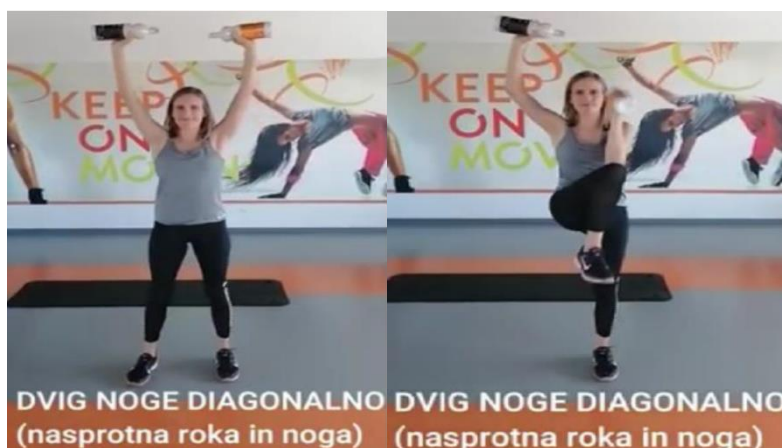 KEEP
ON
MOV
DVIG NOGE DIAGONALNO
(nasprotna roka in noga)
KEEP
ON
MOV
DVIG NOGE DIAGONALNO
(nasprotna roka in noga)